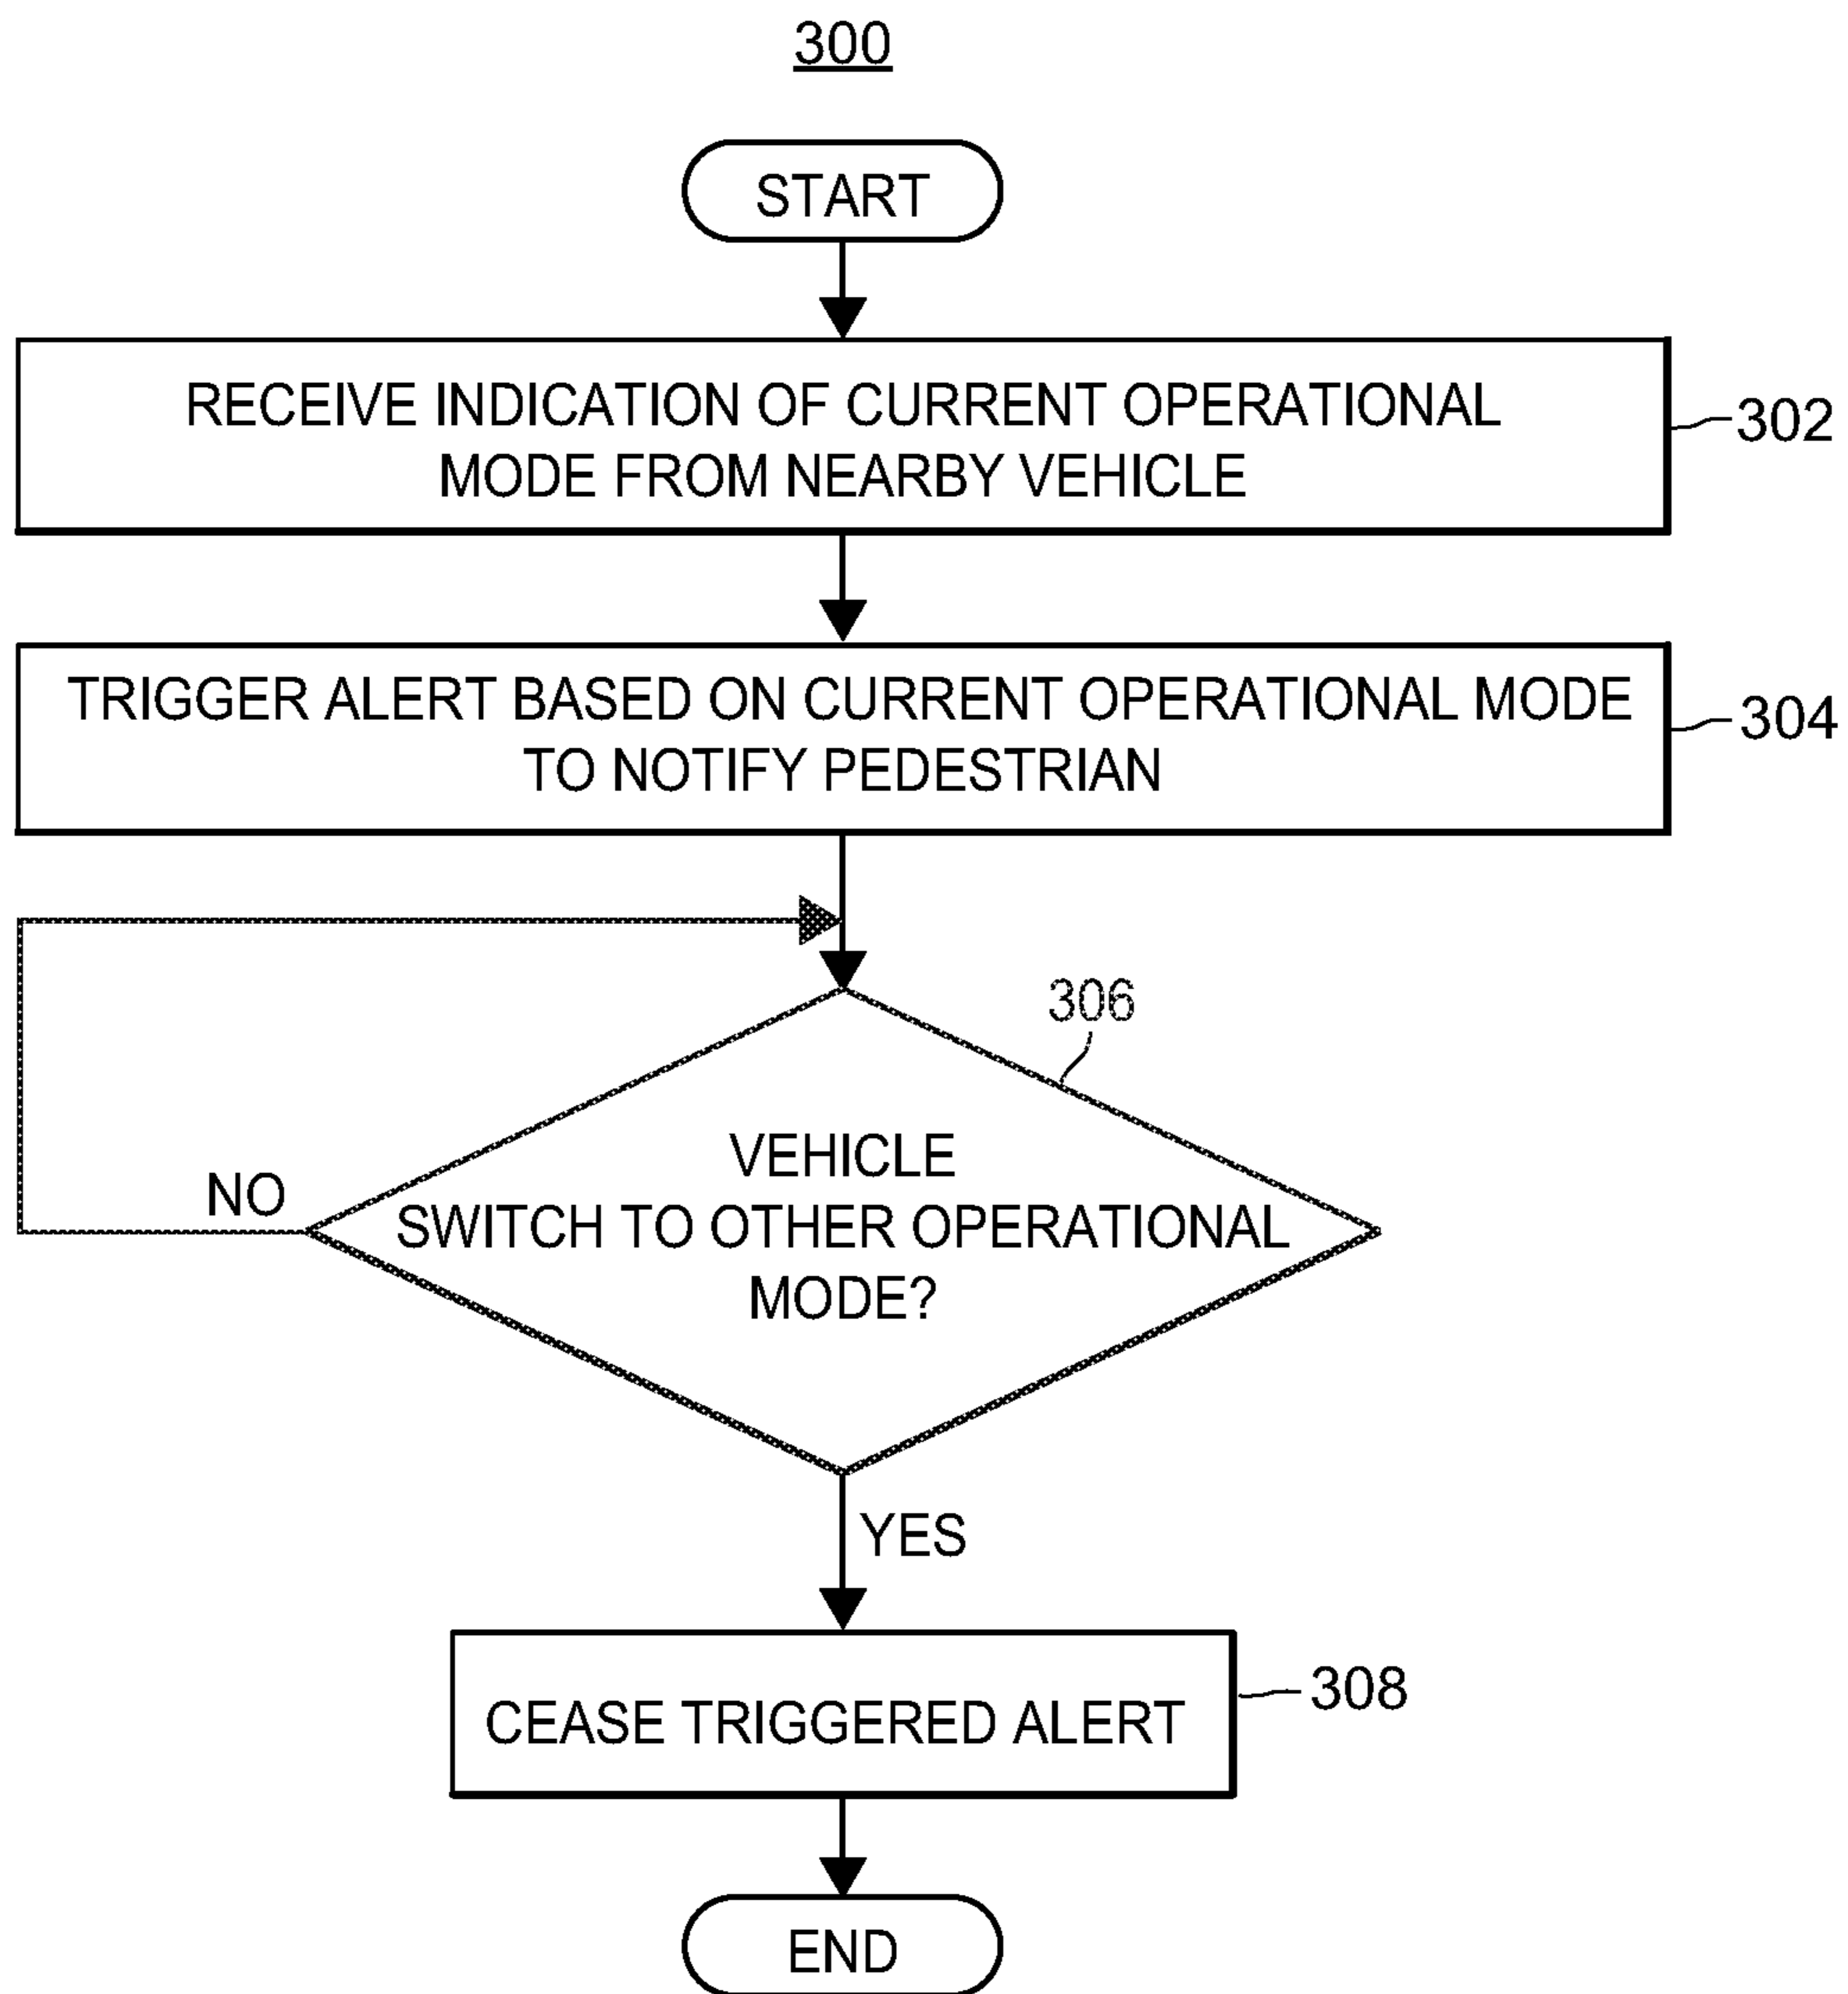 300
START
RECEIVE INDICATION OF CURRENT OPERATIONAL
MODE FROM NEARBY VEHICLE
302
TRIGGER ALERT BASED ON CURRENT OPERATIONAL MODE
TO NOTIFY PEDESTRIAN
304
306
VEHICLE
SWITCH TO OTHER OPERATIONAL
MODE?
NO
YES
CEASE TRIGGERED ALERT
308
END